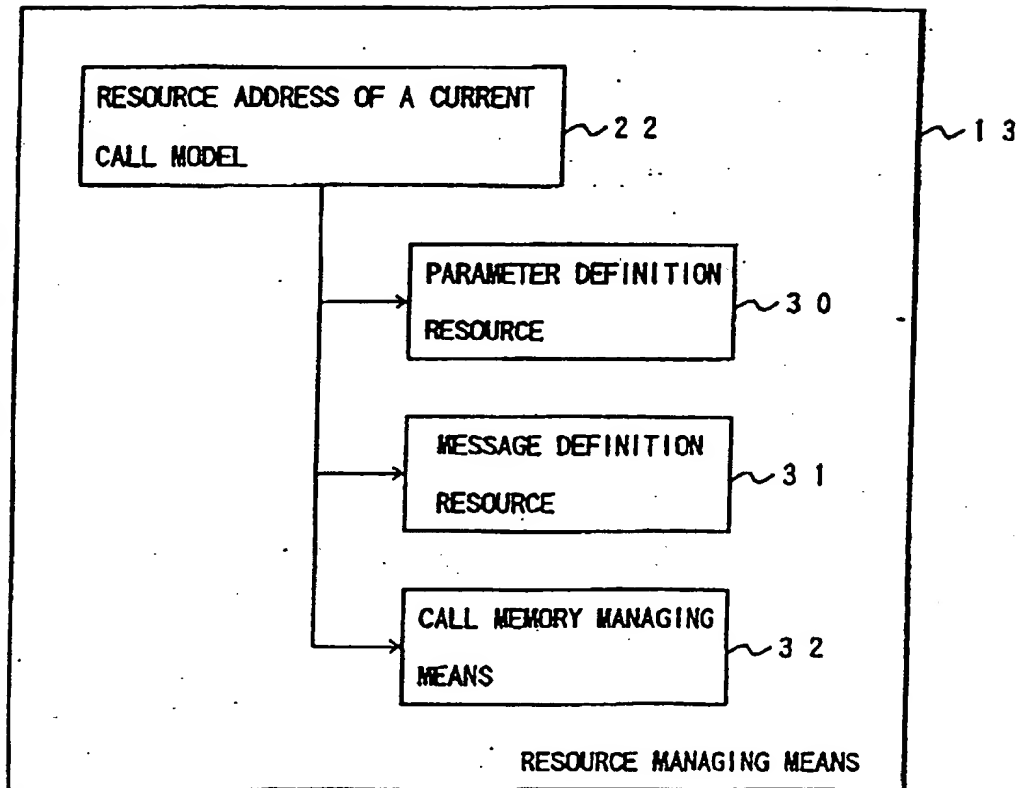 RESOURCE ADDRESS OF A CURRENT
CALL MODEL
22
13
PARAMETER DEFINITION
RESOURCE
30
MESSAGE DEFINITION
RESOURCE
31
CALL MEMORY MANAGING
MEANS
32
RESOURCE MANAGING MEANS